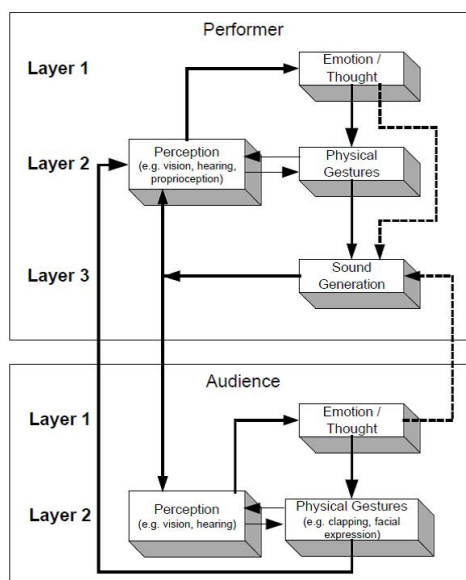 Performer
Layer 1
Emotion /
Thought
Layer 2
Perception
(e.g. vision, hearing,
proprioception)
Physical
Gestures
Layer 3
Sound
Generation
Audience
Layer 1
Emotion /
Thought
Layer 2
Perception
(e.g. vision, hearing)
Physical Gestures
(e.g. clapping, facial
expression)